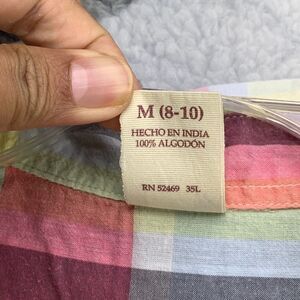 M (8-10)
HECHO EN INDIA
100% ALGODÓN
RN 52469 35L